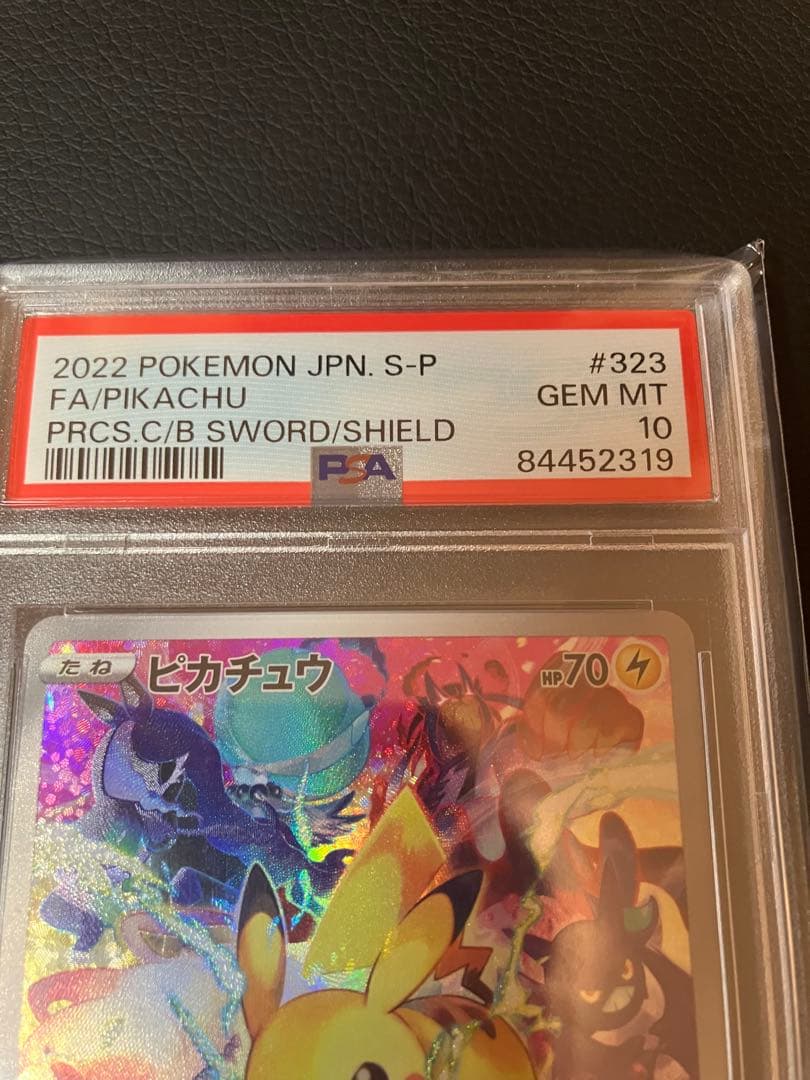 2022 POKEMON JPN. S-P #323
FA/PIKACHU GEM MT
PRCS.C/B SWORD/SHIELD 10
PSA 84452319
たね ピカチュウ HP70